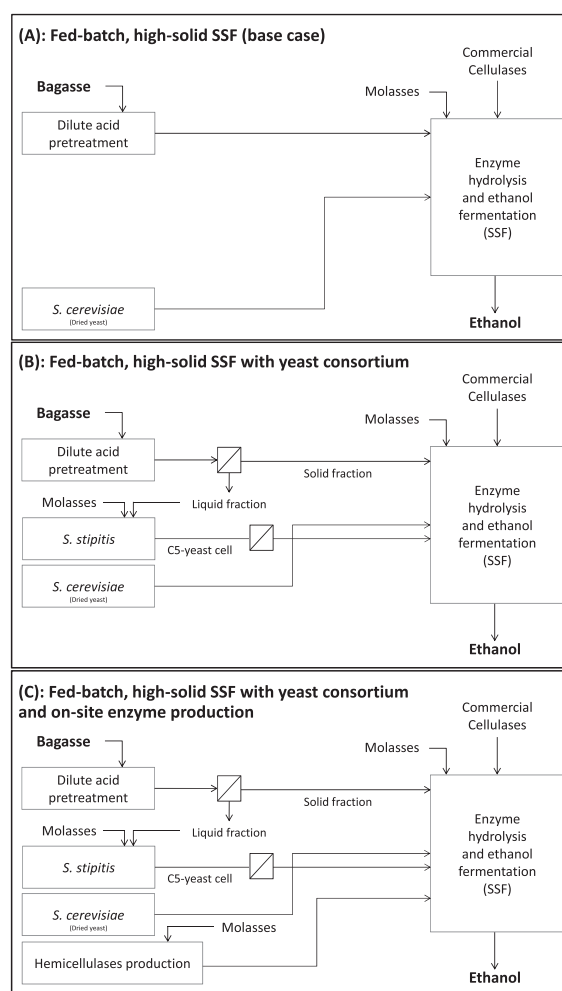 (A): Fed-batch, high-solid SSF (base case)
Commercial
Cellulases
Bagasse
Molasses
Dilute acid
pretreatment
Enzyme
hydrolysis
and ethanol
fermentation
(SSF)
S. cerevisiae
(Dried yeast)
Ethanol
(B): Fed-batch, high-solid SSF with yeast consortium
Commercial
Cellulases
Bagasse
Molasses
Dilute acid
pretreatment
Solid fraction
Molasses
Liquid fraction
Enzyme
hydrolysis
and ethanol
fermentation
(SSF)
S. stipitis
C5-yeast cell
S. cerevisiae
(Dried yeast)
Ethanol
(C): Fed-batch, high-solid SSF with yeast consortium
and on-site enzyme production
Commercial
Cellulases
Bagasse
Molasses
Dilute acid
pretreatment
Solid fraction
Molasses
Liquid fraction
Enzyme
hydrolysis
and ethanol
fermentation
(SSF)
S. stipitis
C5-yeast cell
S. cerevisiae
(Dried yeast)
Molasses
Hemicellulases production
Ethanol